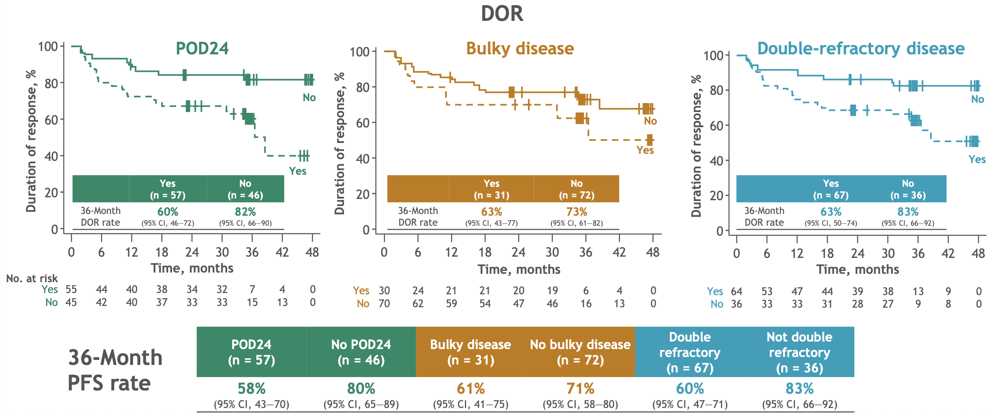 DOR
POD24
Duration of response, %
100
80
60
40
20
0
No
Yes
Yes No
(n = 57) (n = 46)
36-Month 60% 82%
DOR rate (95% CI, 46–72) (95% CI, 66–90)
0 6 12 18 24 30 36 42 48
Time, months
No. at risk
Yes 55 44 40 38 34 32 7 4 0
No 45 42 40 37 33 33 15 13 0
Bulky disease
Duration of response, %
100
80
60
40
20
0
No
Yes
Yes No
(n = 31) (n = 72)
36-Month 63% 73%
DOR rate (95% CI, 43–77) (95% CI, 61–82)
0 6 12 18 24 30 36 42 48
Time, months
Yes 30 24 21 21 20 19 6 4 0
No 70 62 59 54 47 46 16 13 0
Double-refractory disease
Duration of response, %
100
80
60
40
20
0
No
Yes
Yes No
(n = 67) (n = 36)
36-Month 63% 83%
DOR rate (95% CI, 50–74) (95% CI, 66–92)
0 6 12 18 24 30 36 42 48
Time, months
Yes 64 53 47 44 39 38 13 9 0
No 36 33 33 31 28 27 9 8 0
36-Month
PFS rate
POD24
(n = 57)
58%
(95% CI, 43–70)
No POD24
(n = 46)
80%
(95% CI, 65–89)
Bulky disease
(n = 31)
61%
(95% CI, 41–75)
No bulky disease
(n = 72)
71%
(95% CI, 58–80)
Double
refractory
(n = 67)
60%
(95% CI, 47–71)
Not double
refractory
(n = 36)
83%
(95% CI, 66–92)